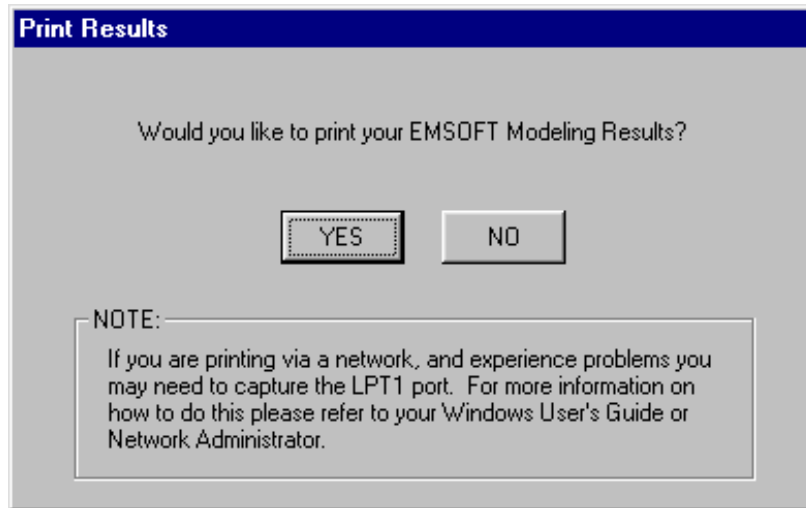 Print Results
Would you like to print your EMSOFT Modeling Results?
YES NO
NOTE:
If you are printing via a network, and experience problems you
may need to capture the LPT1 port.  For more information on
how to do this please refer to your Windows User's Guide or
Network Administrator.